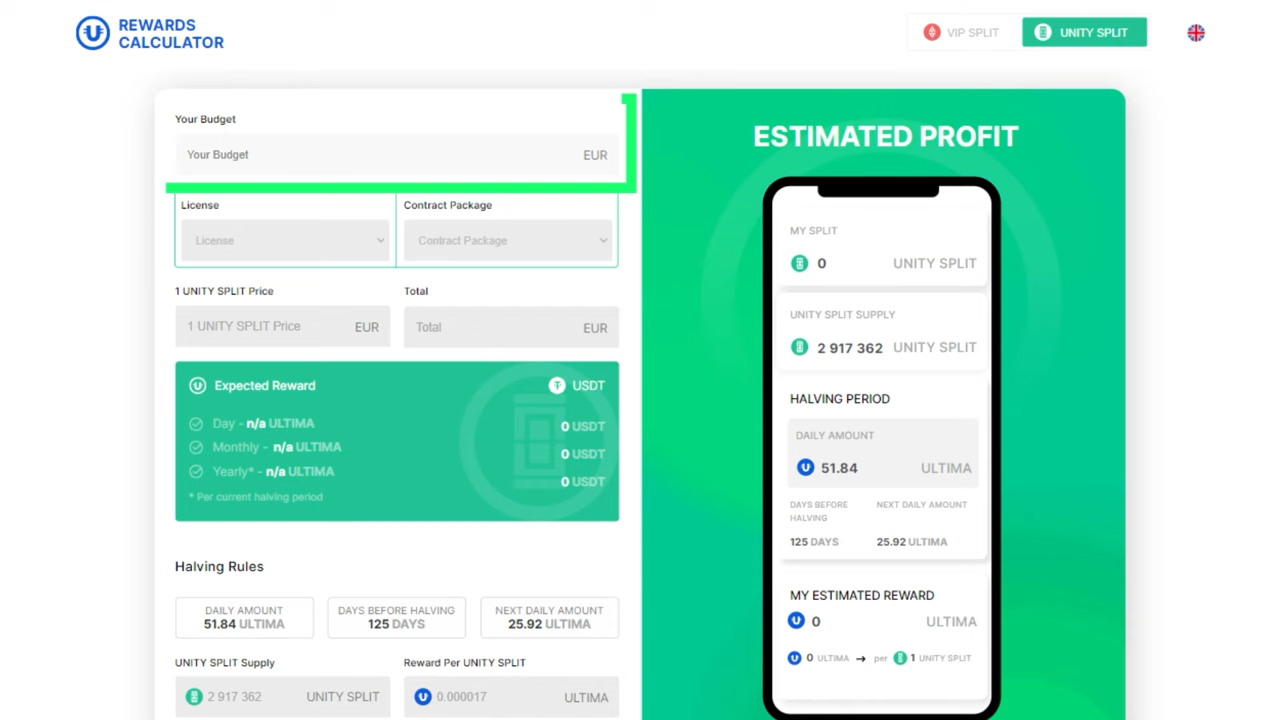 REWARDS
CALCULATOR
VIP SPLIT
UNITY SPLIT
Your Budget
Your Budget EUR
License Contract Package
License Contract Package
1 UNITY SPLIT Price Total
1 UNITY SPLIT Price EUR Total EUR
Expected Reward USDT
Day - n/a ULTIMA 0 USDT
Monthly - n/a ULTIMA 0 USDT
Yearly* - n/a ULTIMA 0 USDT
* Per current halving period
Halving Rules
DAILY AMOUNT DAYS BEFORE HALVING NEXT DAILY AMOUNT
51.84 ULTIMA 125 DAYS 25.92 ULTIMA
UNITY SPLIT Supply Reward Per UNITY SPLIT
2 917 362 UNITY SPLIT 0.000017 ULTIMA
ESTIMATED PROFIT
MY SPLIT
0 UNITY SPLIT
UNITY SPLIT SUPPLY
2 917 362 UNITY SPLIT
HALVING PERIOD
DAILY AMOUNT
51.84 ULTIMA
DAYS BEFORE NEXT DAILY AMOUNT
HALVING
125 DAYS 25.92 ULTIMA
MY ESTIMATED REWARD
0 ULTIMA
0 ULTIMA → per 1 UNITY SPLIT